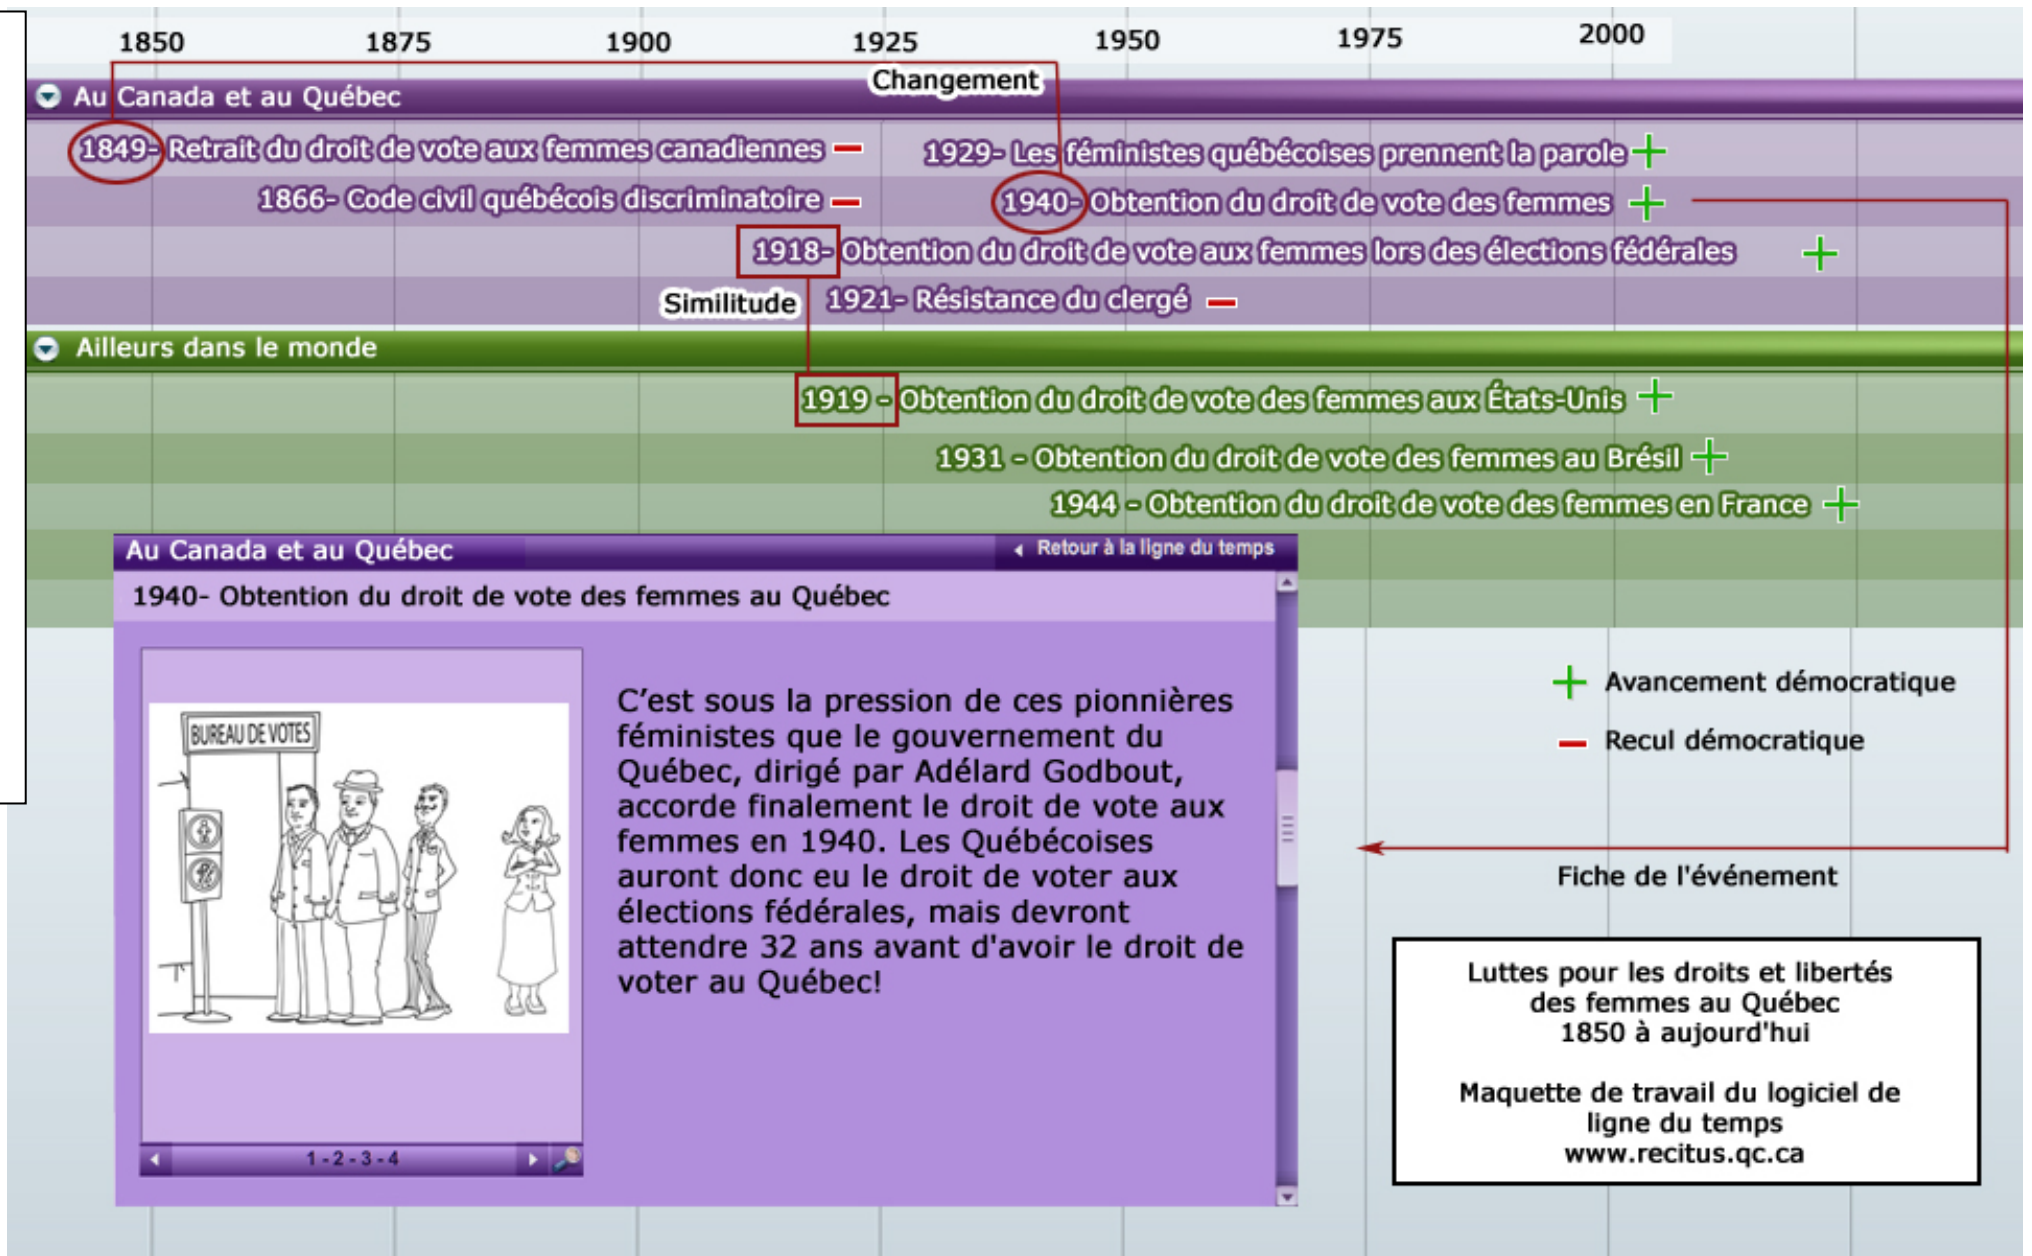 1850 1875 1900 1925 1950 1975 2000
Changement
Au Canada et au Québec
1849- Retrait du droit de vote aux femmes canadiennes
1929- Les féministes québécoises prennent la parole
1866- Code civil québécois discriminatoire
1940- Obtention du droit de vote des femmes
1918- Obtention du droit de vote aux femmes lors des élections fédérales
Similitude
1921- Résistance du clergé
Ailleurs dans le monde
1919 - Obtention du droit de vote des femmes aux États-Unis
1931 - Obtention du droit de vote des femmes au Brésil
1944 - Obtention du droit de vote des femmes en France
Au Canada et au Québec
Retour à la ligne du temps
1940- Obtention du droit de vote des femmes au Québec
BUREAU DE VOTES
C'est sous la pression de ces pionnières
féministes que le gouvernement du
Québec, dirigé par Adélard Godbout,
accorde finalement le droit de vote aux
femmes en 1940. Les Québécoises
auront donc eu le droit de voter aux
élections fédérales, mais devront
attendre 32 ans avant d'avoir le droit de
voter au Québec!
1 - 2 - 3 - 4
+ Avancement démocratique
- Recul démocratique
Fiche de l'événement
Luttes pour les droits et libertés
des femmes au Québec
1850 à aujourd'hui
Maquette de travail du logiciel de
ligne du temps
www.recitus.qc.ca